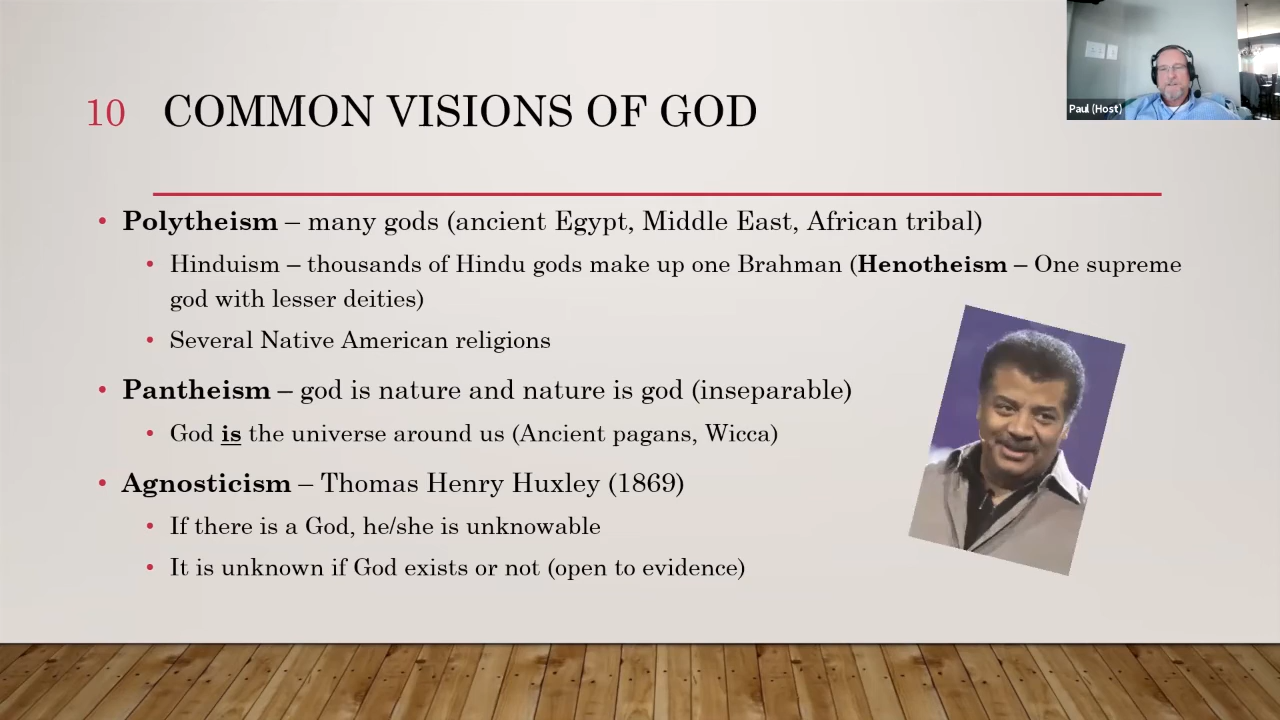 Paul (Host)
10 COMMON VISIONS OF GOD
• Polytheism – many gods (ancient Egypt, Middle East, African tribal)
• Hinduism – thousands of Hindu gods make up one Brahman (Henotheism – One supreme
god with lesser deities)
• Several Native American religions
• Pantheism – god is nature and nature is god (inseparable)
• God is the universe around us (Ancient pagans, Wicca)
• Agnosticism – Thomas Henry Huxley (1869)
• If there is a God, he/she is unknowable
• It is unknown if God exists or not (open to evidence)